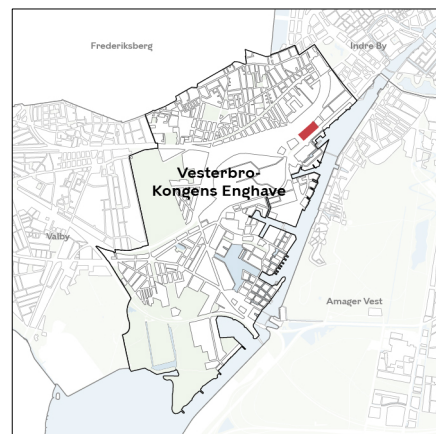 Frederiksberg
Indre By
Vesterbro-
Kongens Enghave
Valby
Amager Vest